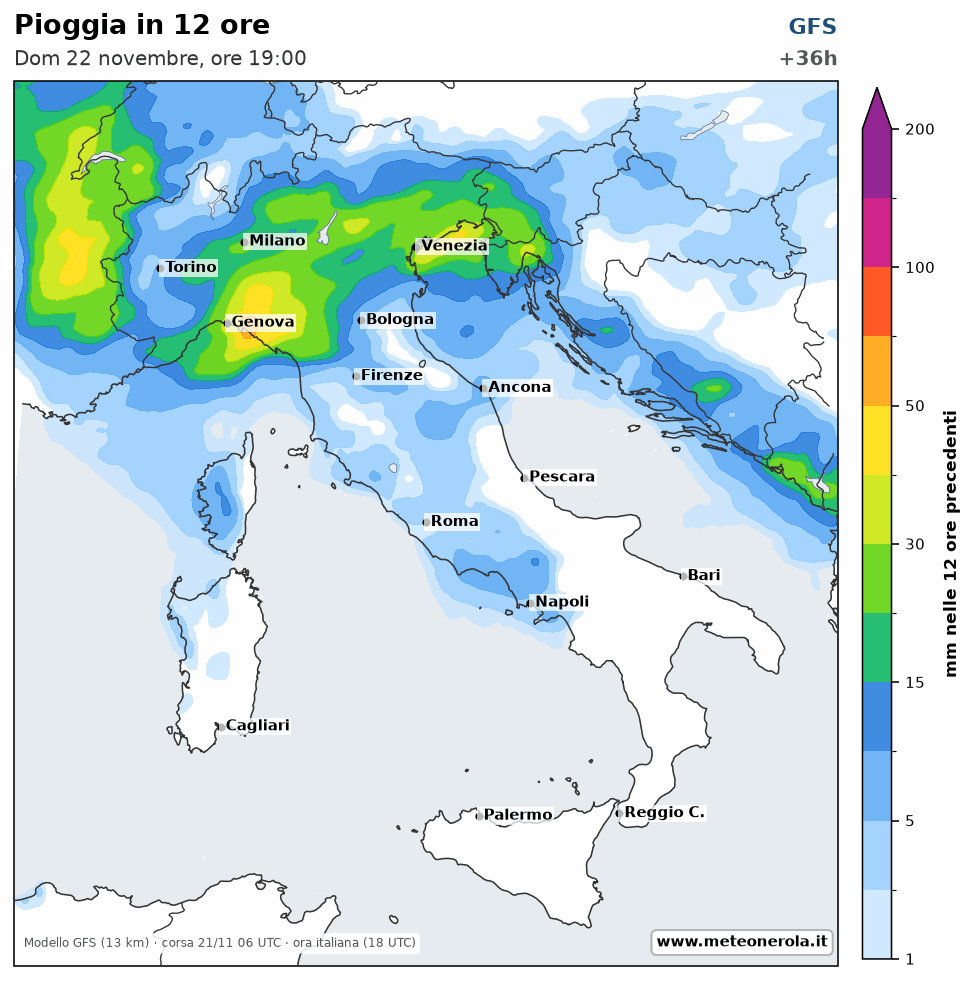 Pioggia in 12 ore
GFS
Dom 22 novembre, ore 19:00
+36h
200
100
50
30
15
5
1
mm nelle 12 ore precedenti
Milano
Venezia
Torino
Genova
Bologna
Firenze
Ancona
Pescara
Roma
Bari
Napoli
Cagliari
Palermo
Reggio C.
Modello GFS (13 km) · corsa 21/11 06 UTC · ora italiana (18 UTC)
www.meteonerola.it